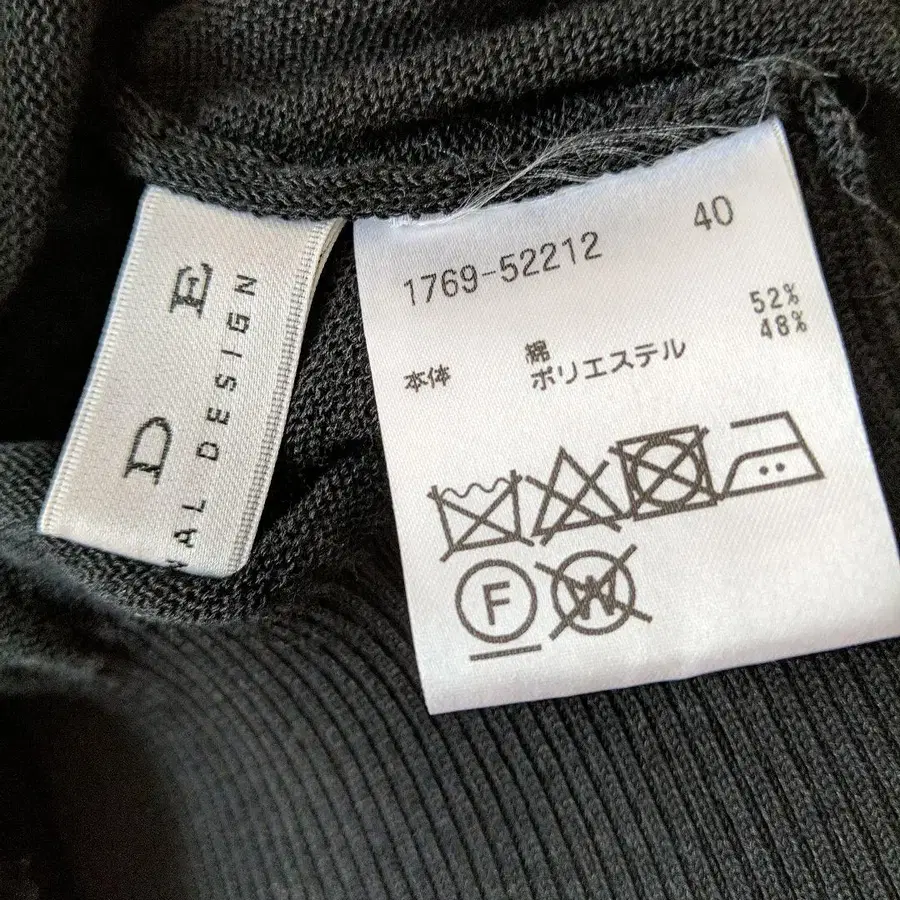 D E
AL DESIGN
1769-52212 40
本体 綿 52%
ポリエステル 48%
F
W